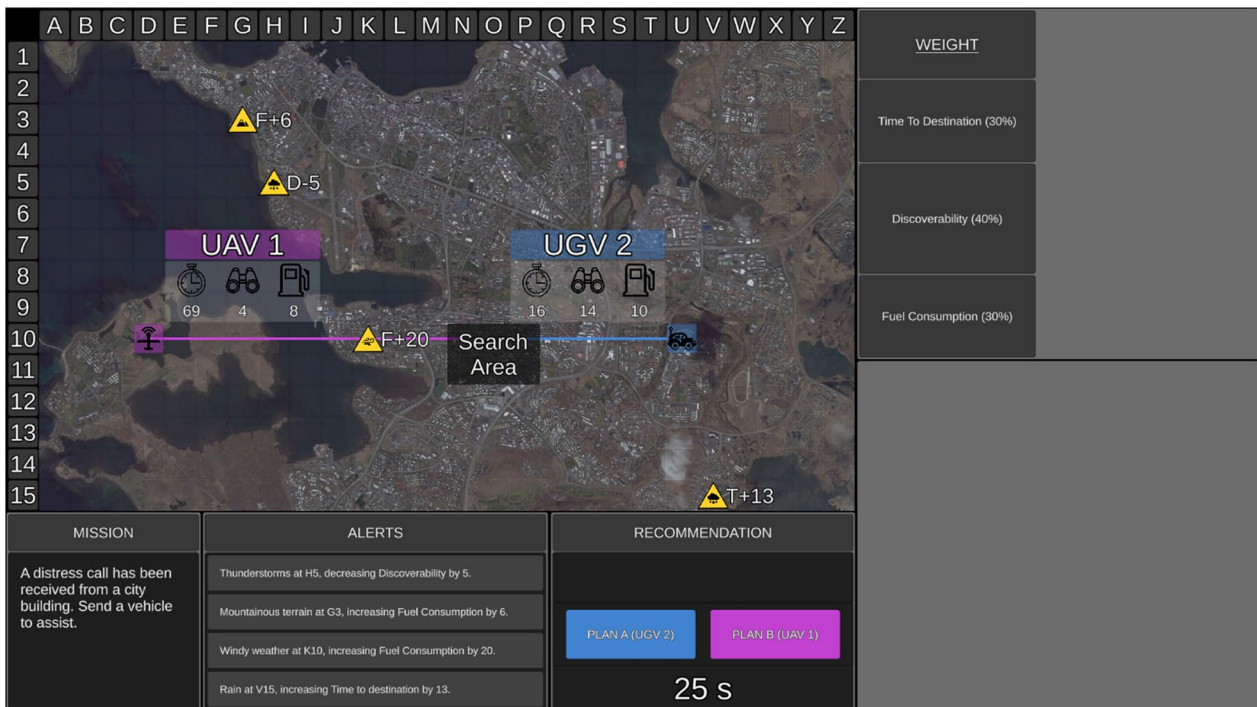 A B C D E F G H I J K L M N O P Q R S T U V W X Y Z
1
2
3
F+6
4
5
D-5
6
7
UAV 1
UGV 2
8
9
69 4 8
16 14 10
10
F+20
Search
Area
11
12
13
14
15
T+13
WEIGHT
Time To Destination (30%)
Discoverability (40%)
Fuel Consumption (30%)
MISSION
A distress call has been
received from a city
building. Send a vehicle
to assist.
ALERTS
Thunderstorms at H5, decreasing Discoverability by 5.
Mountainous terrain at G3, increasing Fuel Consumption by 6.
Windy weather at K10, increasing Fuel Consumption by 20.
Rain at V15, increasing Time to destination by 13.
RECOMMENDATION
PLAN A (UGV 2)
PLAN B (UAV 1)
25 s